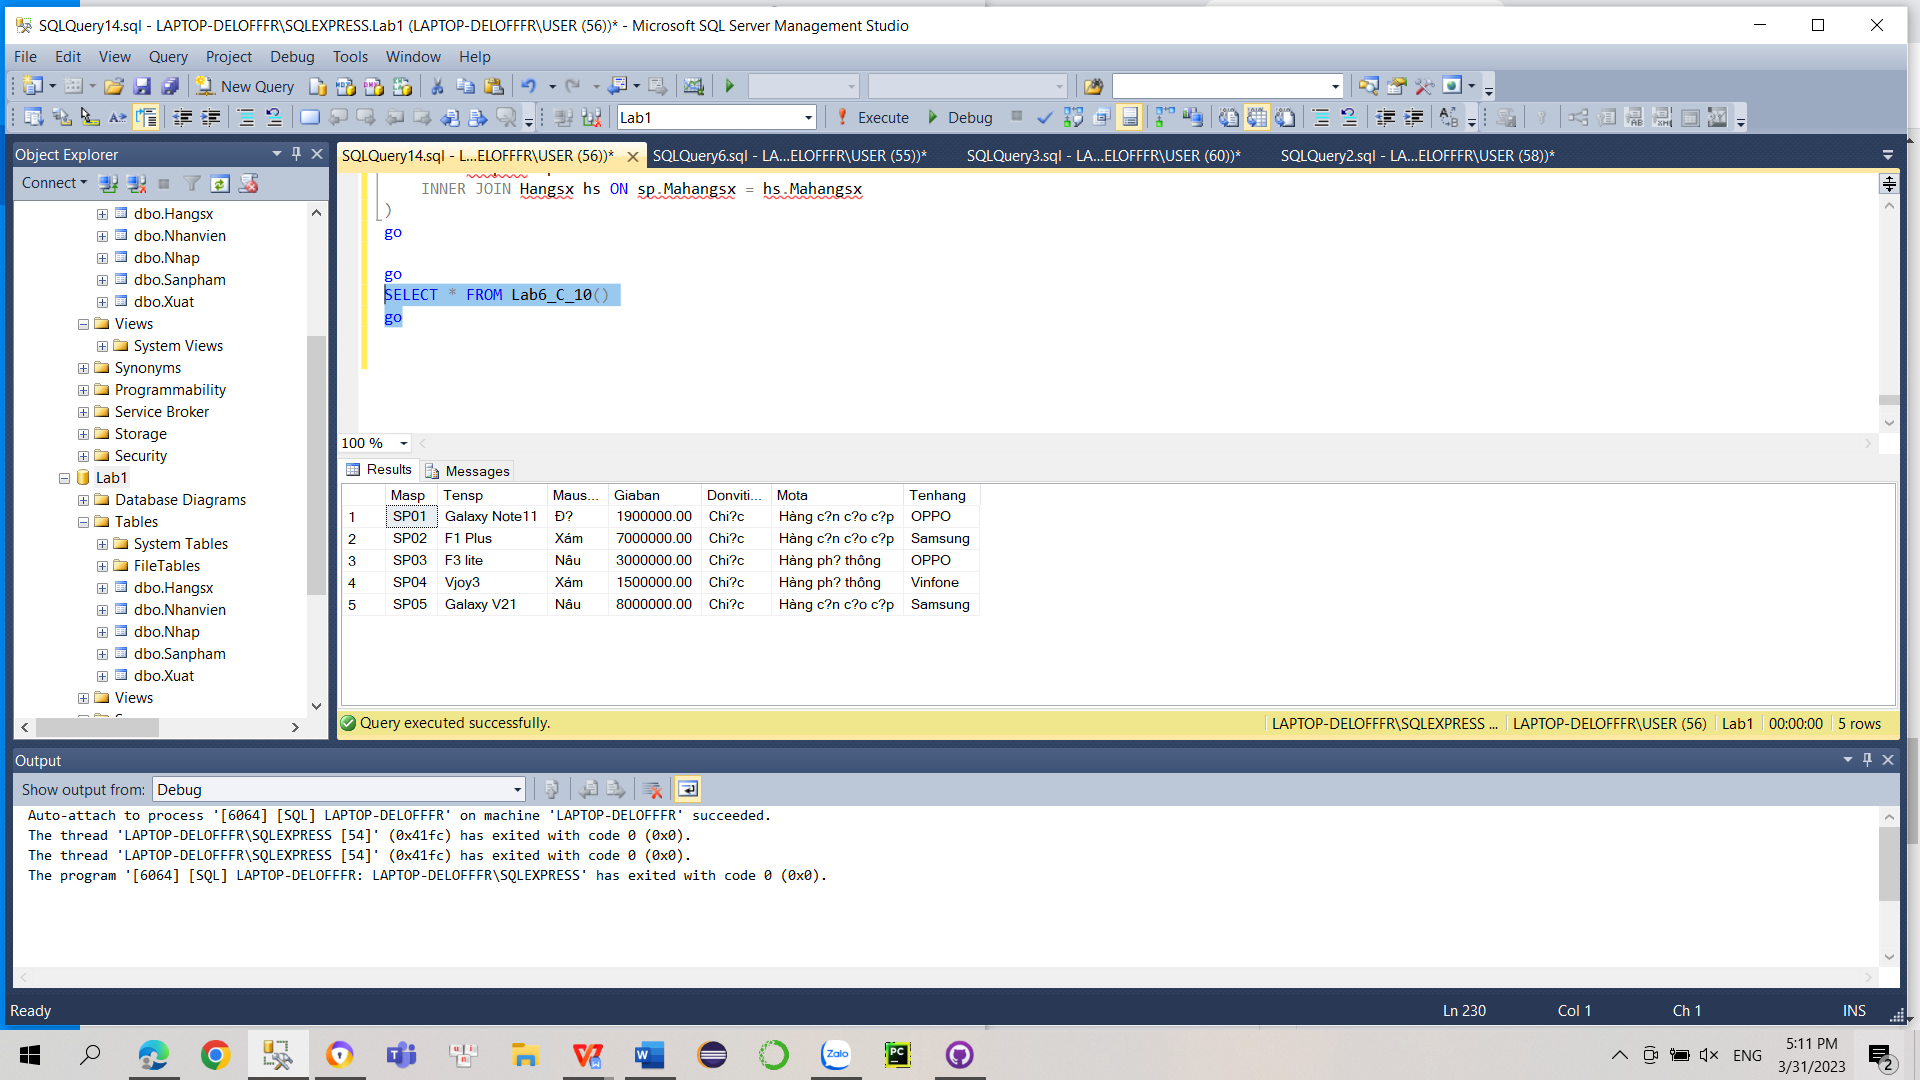 SQLQuery14.sql - LAPTOP-DELOFFFR\SQLEXPRESS.Lab1 (LAPTOP-DELOFFFR\USER (56))* - Microsoft SQL Server Management Studio
File Edit View Query Project Debug Tools Window Help
New Query
Lab1 Execute Debug
Object Explorer
Connect
dbo.Hangsx
dbo.Nhanvien
dbo.Nhap
dbo.Sanpham
dbo.Xuat
Views
System Views
Synonyms
Programmability
Service Broker
Storage
Security
Lab1
Database Diagrams
Tables
System Tables
FileTables
dbo.Hangsx
dbo.Nhanvien
dbo.Nhap
dbo.Sanpham
dbo.Xuat
Views
SQLQuery14.sql - L...ELOFFFR\USER (56))* SQLQuery6.sql - LA...ELOFFFR\USER (55))* SQLQuery3.sql - LA...ELOFFFR\USER (60))* SQLQuery2.sql - LA...ELOFFFR\USER (58))*
INNER JOIN Hangsx hs ON sp.Mahangsx = hs.Mahangsx
)
go
go
SELECT * FROM Lab6_C_10()
go
100 %
Results Messages
Masp Tensp Maus... Giaban Donviti... Mota Tenhang
1 SP01 Galaxy Note11 Đ? 1900000.00 Chi?c Hàng c?n c?o c?p OPPO
2 SP02 F1 Plus Xám 7000000.00 Chi?c Hàng c?n c?o c?p Samsung
3 SP03 F3 lite Nâu 3000000.00 Chi?c Hàng ph? thông OPPO
4 SP04 Vjoy3 Xám 1500000.00 Chi?c Hàng ph? thông Vinfone
5 SP05 Galaxy V21 Nâu 8000000.00 Chi?c Hàng c?n c?o c?p Samsung
Query executed successfully. LAPTOP-DELOFFFR\SQLEXPRESS ... LAPTOP-DELOFFFR\USER (56) Lab1 00:00:00 5 rows
Output
Show output from: Debug
Auto-attach to process '[6064] [SQL] LAPTOP-DELOFFFR' on machine 'LAPTOP-DELOFFFR' succeeded.
The thread 'LAPTOP-DELOFFFR\SQLEXPRESS [54]' (0x41fc) has exited with code 0 (0x0).
The thread 'LAPTOP-DELOFFFR\SQLEXPRESS [54]' (0x41fc) has exited with code 0 (0x0).
The program '[6064] [SQL] LAPTOP-DELOFFFR: LAPTOP-DELOFFFR\SQLEXPRESS' has exited with code 0 (0x0).
Ready Ln 230 Col 1 Ch 1 INS
Zalo
PC
ENG
5:11 PM
3/31/2023
2